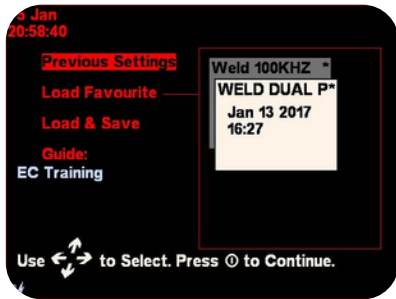 5 Jan
20:58:40
Previous Settings
Load Favourite
Load & Save
Guide:
EC Training
Weld 100KHZ *
WELD DUAL P*
Jan 13 2017
16:27
Use to Select. Press to Continue.